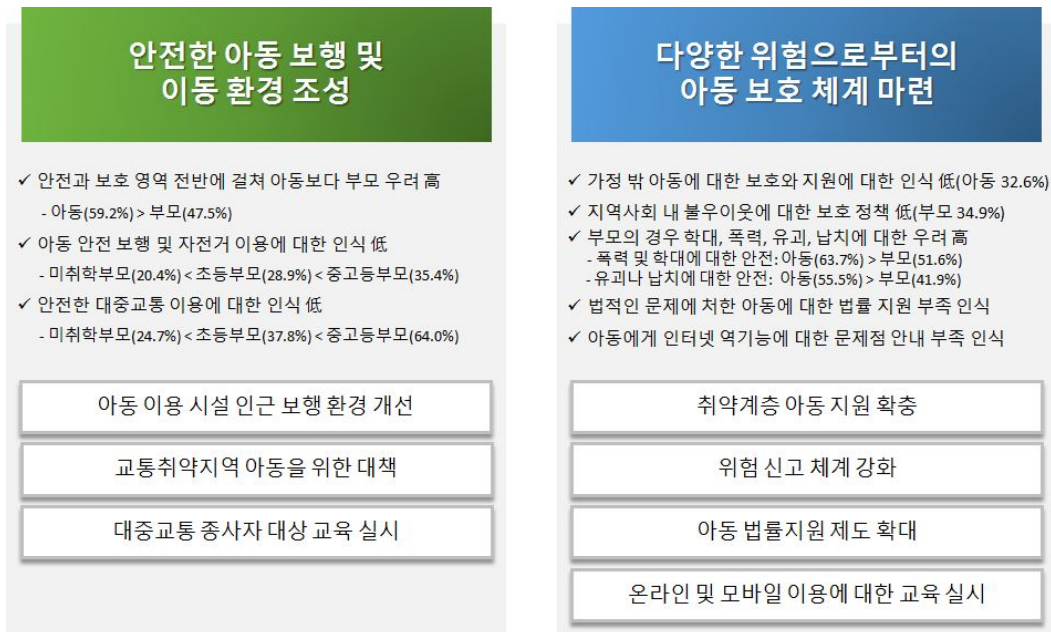 안전한 아동 보행 및
이동 환경 조성
✓ 안전과 보호 영역 전반에 걸쳐 아동보다 부모 우려 高
- 아동(59.2%) > 부모(47.5%)
✓ 아동 안전 보행 및 자전거 이용에 대한 인식 低
- 미취학부모(20.4%) < 초등부모(28.9%) < 중고등부모(35.4%)
✓ 안전한 대중교통 이용에 대한 인식 低
- 미취학부모(24.7%) < 초등부모(37.8%) < 중고등부모(64.0%)
아동 이용 시설 인근 보행 환경 개선
교통취약지역 아동을 위한 대책
대중교통 종사자 대상 교육 실시
다양한 위험으로부터의
아동 보호 체계 마련
✓ 가정 밖 아동에 대한 보호와 지원에 대한 인식 低(아동 32.6%)
✓ 지역사회 내 불우이웃에 대한 보호 정책 低(부모 34.9%)
✓ 부모의 경우 학대, 폭력, 유괴, 납치에 대한 우려 高
- 폭력 및 학대에 대한 안전: 아동(63.7%) > 부모(51.6%)
- 유괴나 납치에 대한 안전: 아동(55.5%) > 부모(41.9%)
✓ 법적인 문제에 처한 아동에 대한 법률 지원 부족 인식
✓ 아동에게 인터넷 역기능에 대한 문제점 안내 부족 인식
취약계층 아동 지원 확충
위험 신고 체계 강화
아동 법률지원 제도 확대
온라인 및 모바일 이용에 대한 교육 실시